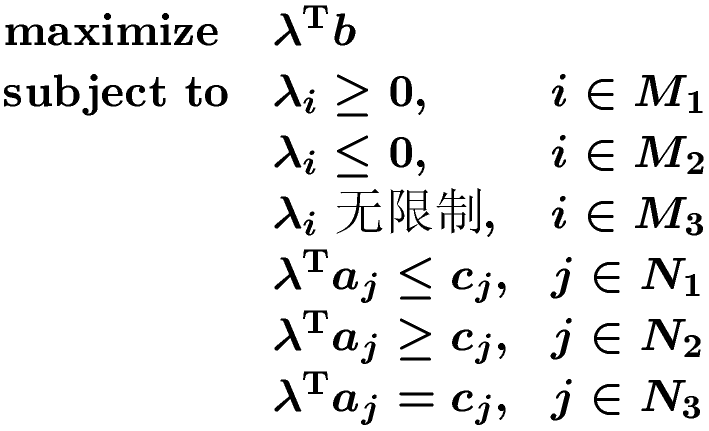 maximize λᵀb
subject to λᵢ ≥ 0, i ∈ M₁
λᵢ ≤ 0, i ∈ M₂
λᵢ 无限制, i ∈ M₃
λᵀaⱼ ≤ cⱼ, j ∈ N₁
λᵀaⱼ ≥ cⱼ, j ∈ N₂
λᵀaⱼ = cⱼ, j ∈ N₃